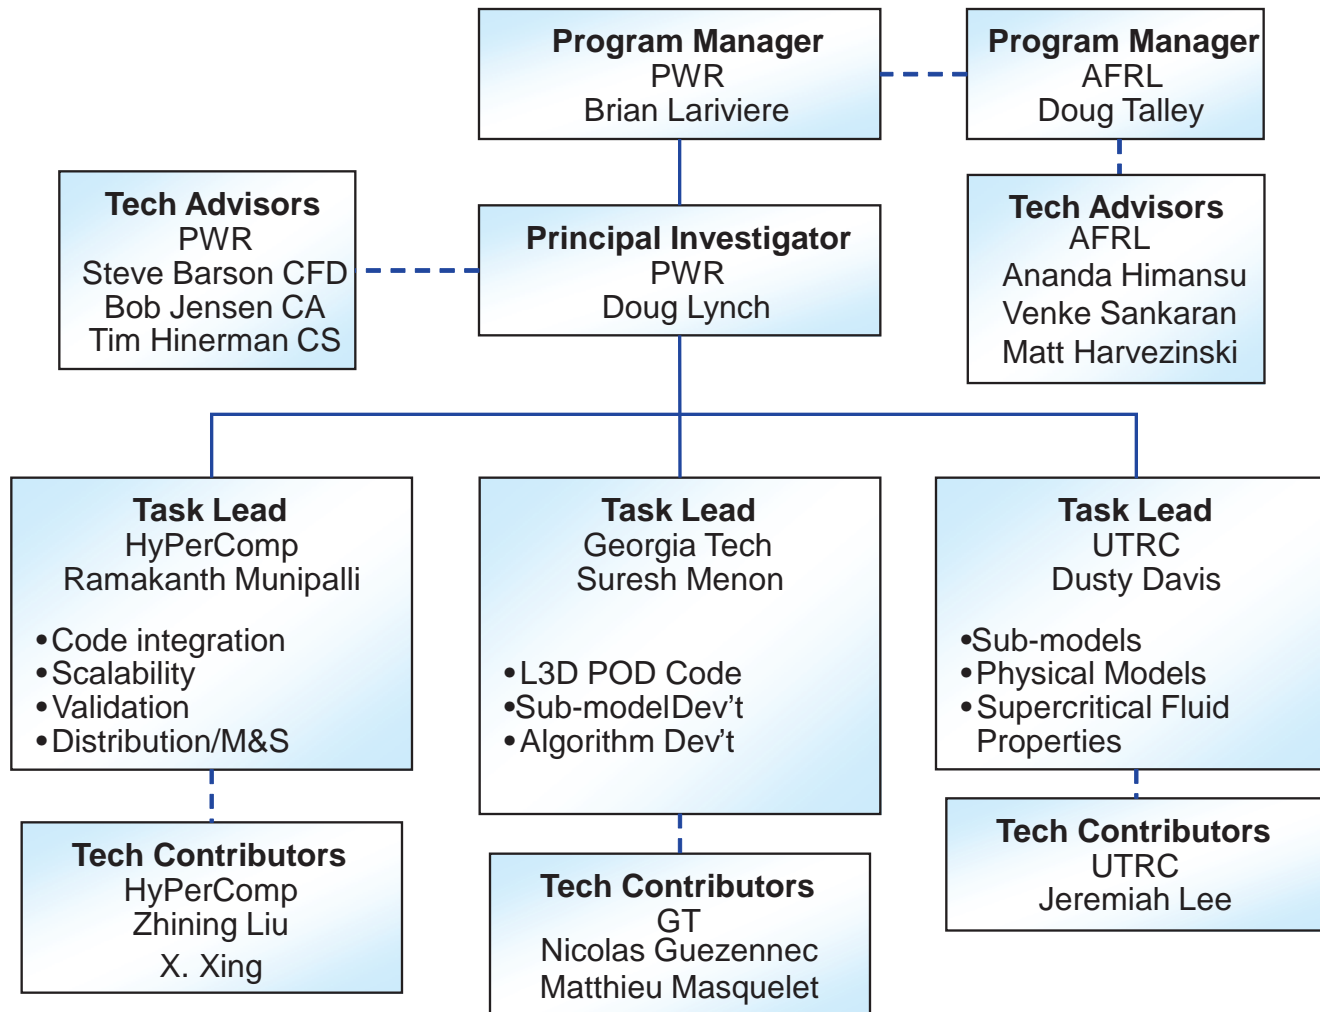 Program Manager
PWR
Brian Lariviere
Program Manager
AFRL
Doug Talley
Tech Advisors
PWR
Steve Barson CFD
Bob Jensen CA
Tim Hinerman CS
Principal Investigator
PWR
Doug Lynch
Tech Advisors
AFRL
Ananda Himansu
Venke Sankaran
Matt Harvezinski
Task Lead
HyPerComp
Ramakanth Munipalli
•Code integration
•Scalability
•Validation
•Distribution/M&S
Task Lead
Georgia Tech
Suresh Menon
•L3D POD Code
•Sub-model Dev't
•Algorithm Dev't
Task Lead
UTRC
Dusty Davis
•Sub-models
•Physical Models
•Supercritical Fluid
Properties
Tech Contributors
HyPerComp
Zhining Liu
X. Xing
Tech Contributors
GT
Nicolas Guezennec
Matthieu Masquelet
Tech Contributors
UTRC
Jeremiah Lee